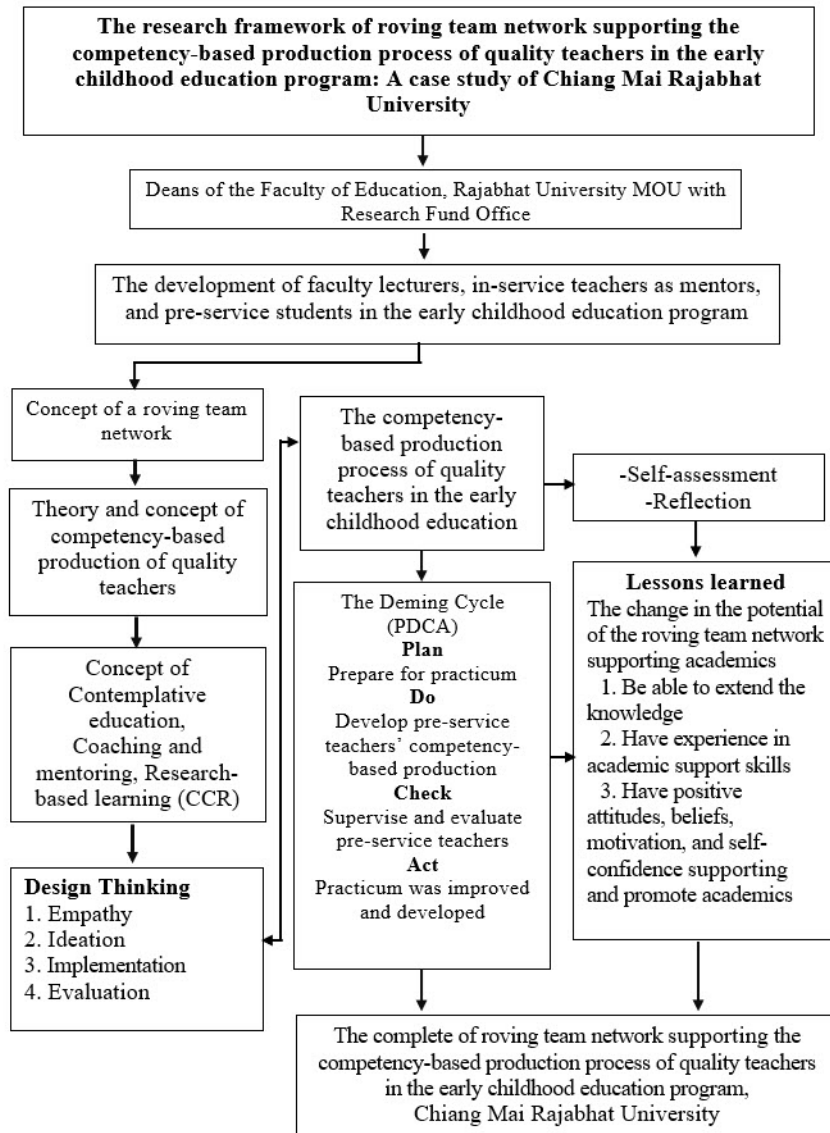 The research framework of roving team network supporting the
competency-based production process of quality teachers in the early
childhood education program: A case study of Chiang Mai Rajabhat
University
Deans of the Faculty of Education, Rajabhat University MOU with
Research Fund Office
The development of faculty lecturers, in-service teachers as mentors,
and pre-service students in the early childhood education program
Concept of a roving team
network
Theory and concept of
competency-based
production of quality
teachers
Concept of
Contemplative
education,
Coaching and
mentoring, Research-
based learning (CCR)
Design Thinking
1. Empathy
2. Ideation
3. Implementation
4. Evaluation
The competency-
based production
process of quality
teachers in the early
childhood education
The Deming Cycle
(PDCA)
Plan
Prepare for practicum
Do
Develop pre-service
teachers’ competency-
based production
Check
Supervise and evaluate
pre-service teachers
Act
Practicum was improved
and developed
-Self-assessment
-Reflection
Lessons learned
The change in the potential
of the roving team network
supporting academics
1. Be able to extend the
knowledge
2. Have experience in
academic support skills
3. Have positive
attitudes, beliefs,
motivation, and self-
confidence supporting
and promote academics
The complete of roving team network supporting the
competency-based production process of quality teachers
in the early childhood education program,
Chiang Mai Rajabhat University